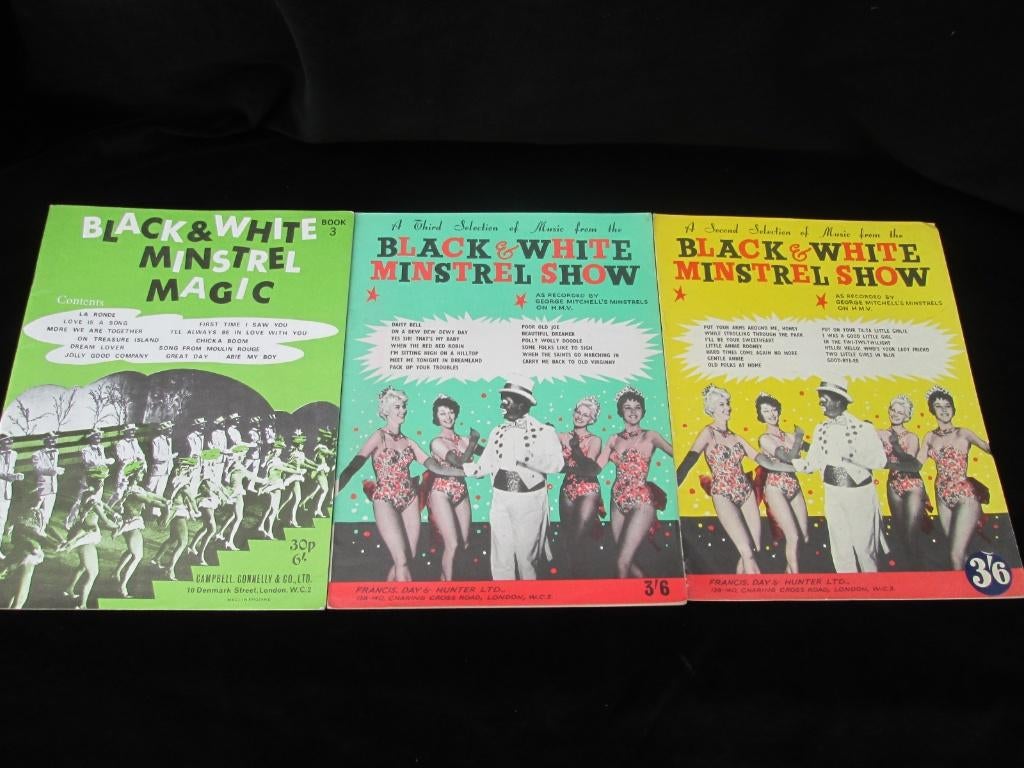 BLACK & WHITE
BOOK
3
MINSTREL
MAGIC
Contents
LA RONDE
LOVE IS A SONG
FIRST TIME I SAW YOU
MORE WE ARE TOGETHER
I'LL ALWAYS BE IN LOVE WITH YOU
ON TREASURE ISLAND
CHICKA BOOM
DREAM LOVER
SONG FROM MOULIN ROUGE
JOLLY GOOD COMPANY
GREAT DAY
ABIE MY BOY
30p
6/-
CAMPBELL, CONNELLY & CO., LTD.
10 Denmark Street, London, W.C.2
MADE IN ENGLAND
A Third Selection of Music from the
BLACK & WHITE
MINSTREL SHOW
AS RECORDED BY
GEORGE MITCHELL'S MINSTRELS
ON H.M.V.
DAISY BELL
ON A DEW DEW DEWY DAY
YES SIR! THAT'S MY BABY
WHEN THE RED RED ROBIN
I'M SITTING HIGH ON A HILLTOP
MEET ME TONIGHT IN DREAMLAND
PACK UP YOUR TROUBLES
POOR OLD JOE
BEAUTIFUL DREAMER
POLLY WOLLY DOODLE
SOME FOLKS LIKE TO SIGH
WHEN THE SAINTS GO MARCHING IN
CARRY ME BACK TO OLD VIRGINNY
FRANCIS, DAY & HUNTER LTD.,
138-140, CHARING CROSS ROAD, LONDON, W.C.2.
3'6
A Second Selection of Music from the
BLACK & WHITE
MINSTREL SHOW
AS RECORDED BY
GEORGE MITCHELL'S MINSTRELS
ON H.M.V.
PUT YOUR ARMS AROUND ME, HONEY
WHILE STROLLING THROUGH THE PARK
I'LL BE YOUR SWEETHEART
LITTLE ANNIE ROONEY
HARD TIMES COME AGAIN NO MORE
GENTLE ANNIE
OLD FOLKS AT HOME
PUT ON YOUR TA-TA LITTLE GIRLIE
I WAS A GOOD LITTLE GIRL
IN THE TWI-TWI-TWILIGHT
HELLO! HELLO! WHO'S YOUR LADY FRIEND
TWO LITTLE GIRLS IN BLUE
GOOD-BYE-EE
FRANCIS, DAY & HUNTER LTD.,
138-140, CHARING CROSS ROAD, LONDON, W.C.2.
3/6